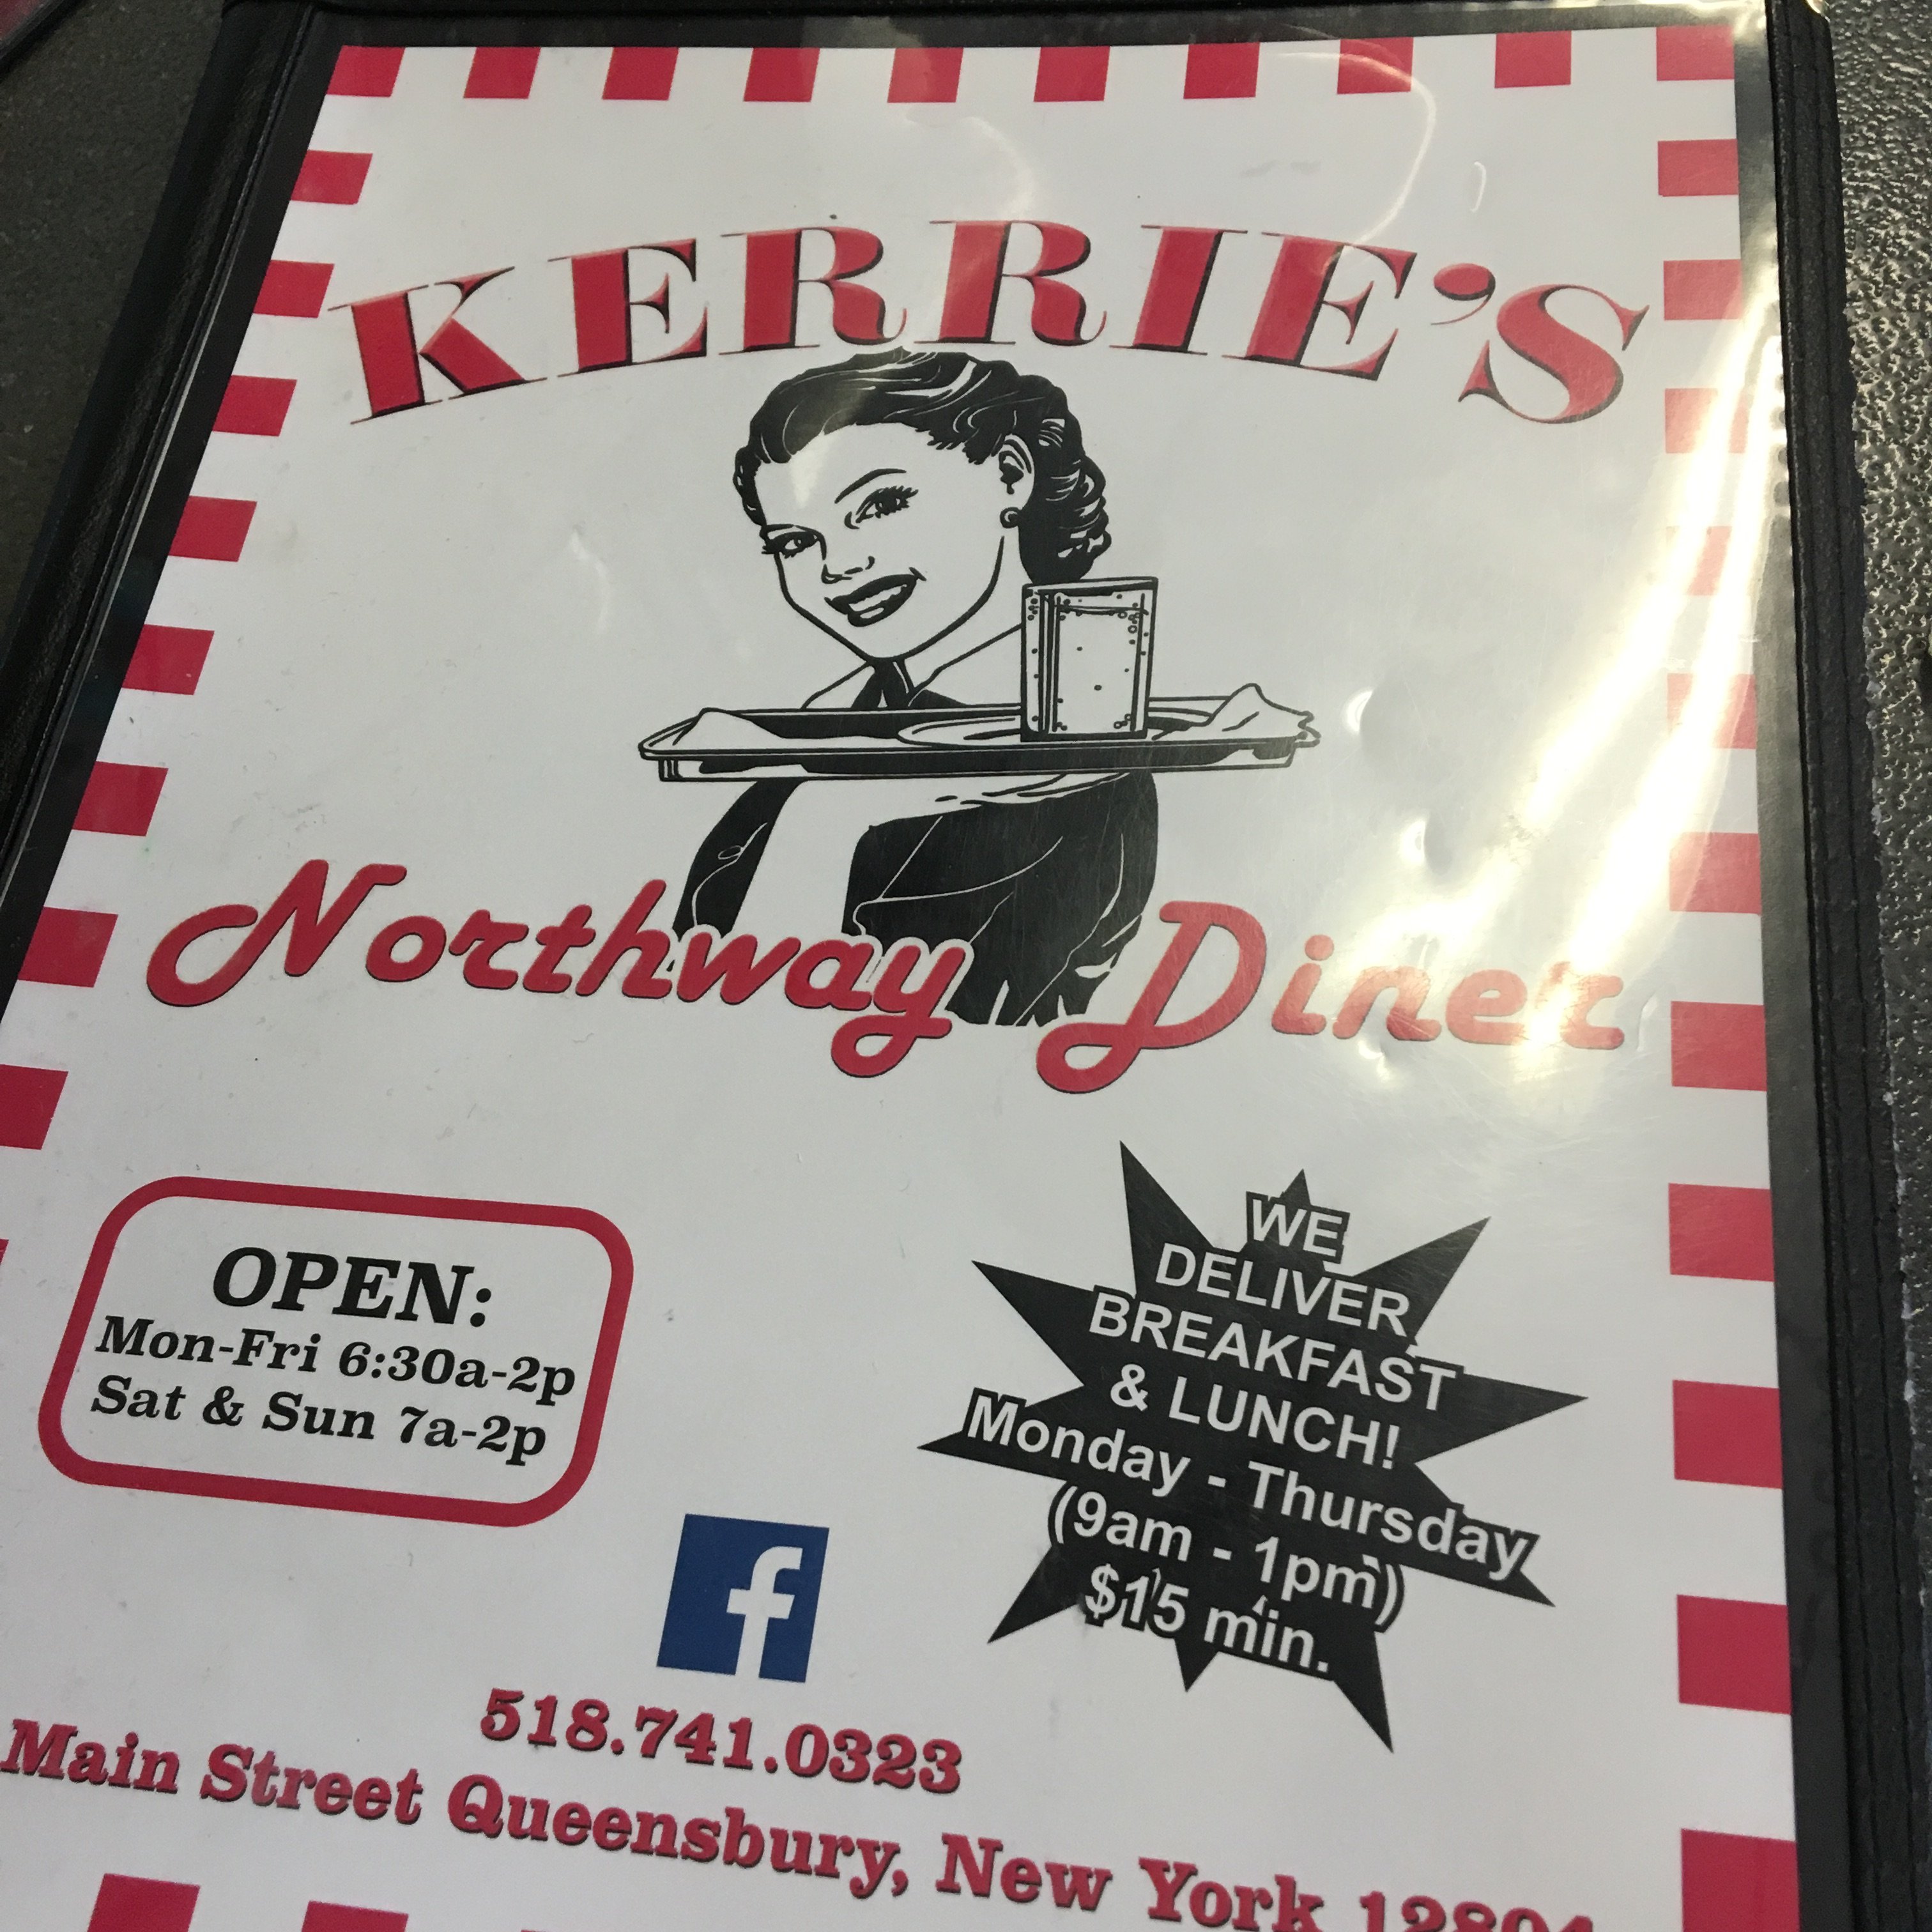 KERRIE'S
Northway Diner
OPEN:
Mon-Fri 6:30a-2p
Sat & Sun 7a-2p
WE
DELIVER
BREAKFAST
& LUNCH!
Monday - Thursday
(9am - 1pm)
$15 min.
f
518.741.0323
Main Street Queensbury, New York 12804